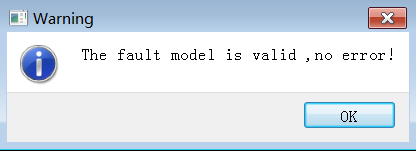 Warning
The fault model is valid ,no error!
OK